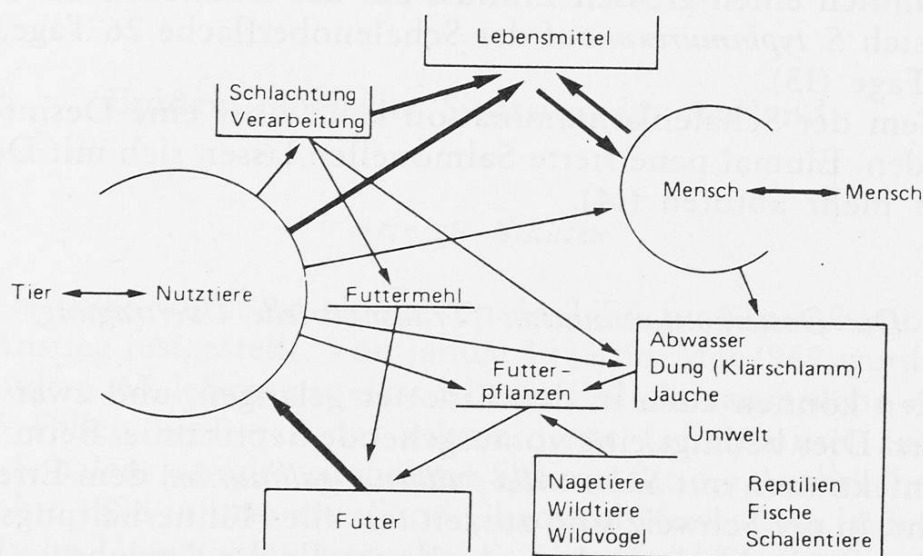 Lebensmittel
Schlachtung
Verarbeitung
Mensch Mensch
Tier Nutztiere
Futtermehl
Abwasser
Dung (Klärschlamm)
Jauche
Umwelt
Futter-
pflanzen
Nagetiere
Wildtiere
Wildvögel
Reptilien
Fische
Schalentiere
Futter